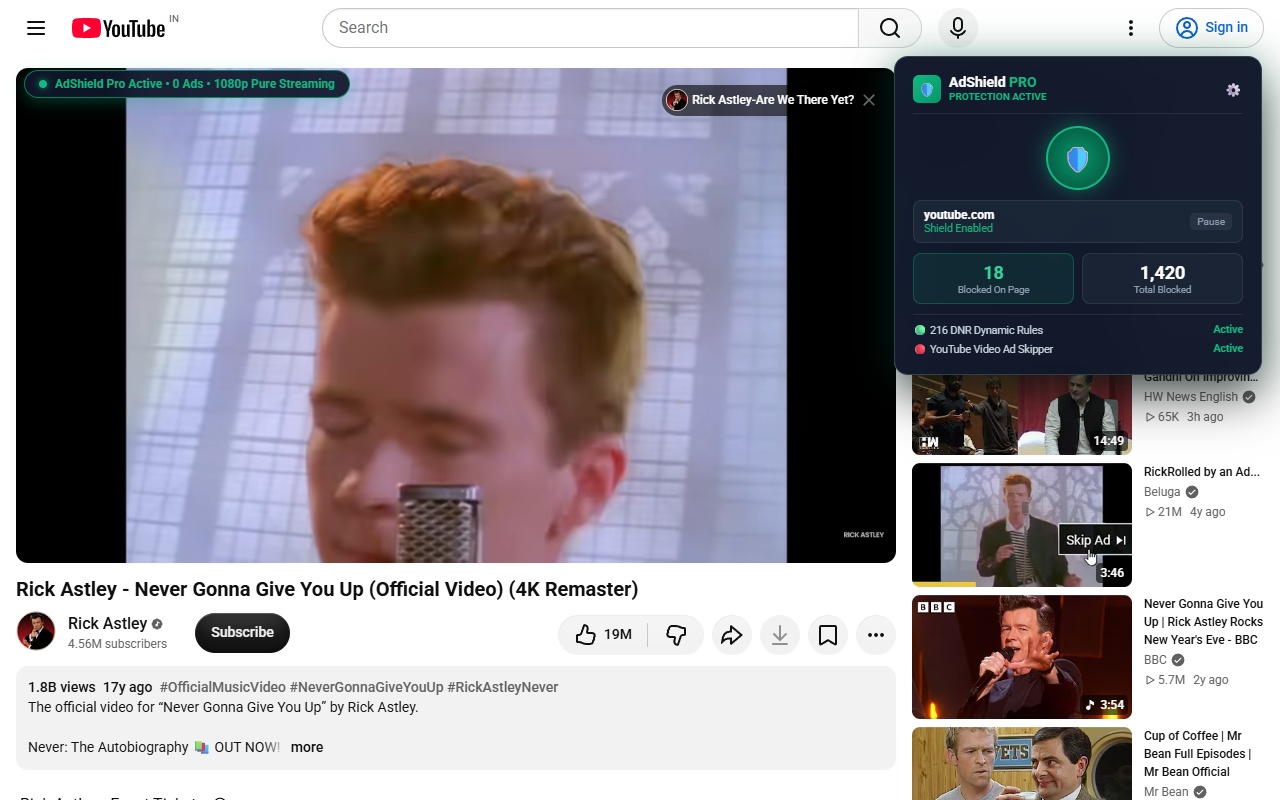 YouTube IN
Search
Sign in
AdShield Pro Active • 0 Ads • 1080p Pure Streaming
Rick Astley-Are We There Yet?
RICK ASTLEY
AdShield PRO
PROTECTION ACTIVE
youtube.com
Shield Enabled
Pause
18
Blocked On Page
1,420
Total Blocked
216 DNR Dynamic Rules
Active
YouTube Video Ad Skipper
Active
Rick Astley - Never Gonna Give You Up (Official Video) (4K Remaster)
Rick Astley
4.56M subscribers
Subscribe
19M
1.8B views 17y ago #OfficialMusicVideo #NeverGonnaGiveYouUp #RickAstleyNever
The official video for “Never Gonna Give You Up” by Rick Astley.
Never: The Autobiography 📚 OUT NOW! more
Gandhi On Improvin...
HW News English
65K 3h ago
HM
14:49
RickRolled by an Ad...
Beluga
21M 4y ago
Skip Ad
3:46
Never Gonna Give You
Up | Rick Astley Rocks
New Year's Eve - BBC
BBC
5.7M 2y ago
BBC
3:54
Cup of Coffee | Mr
Bean Full Episodes |
Mr Bean Official
Mr Bean